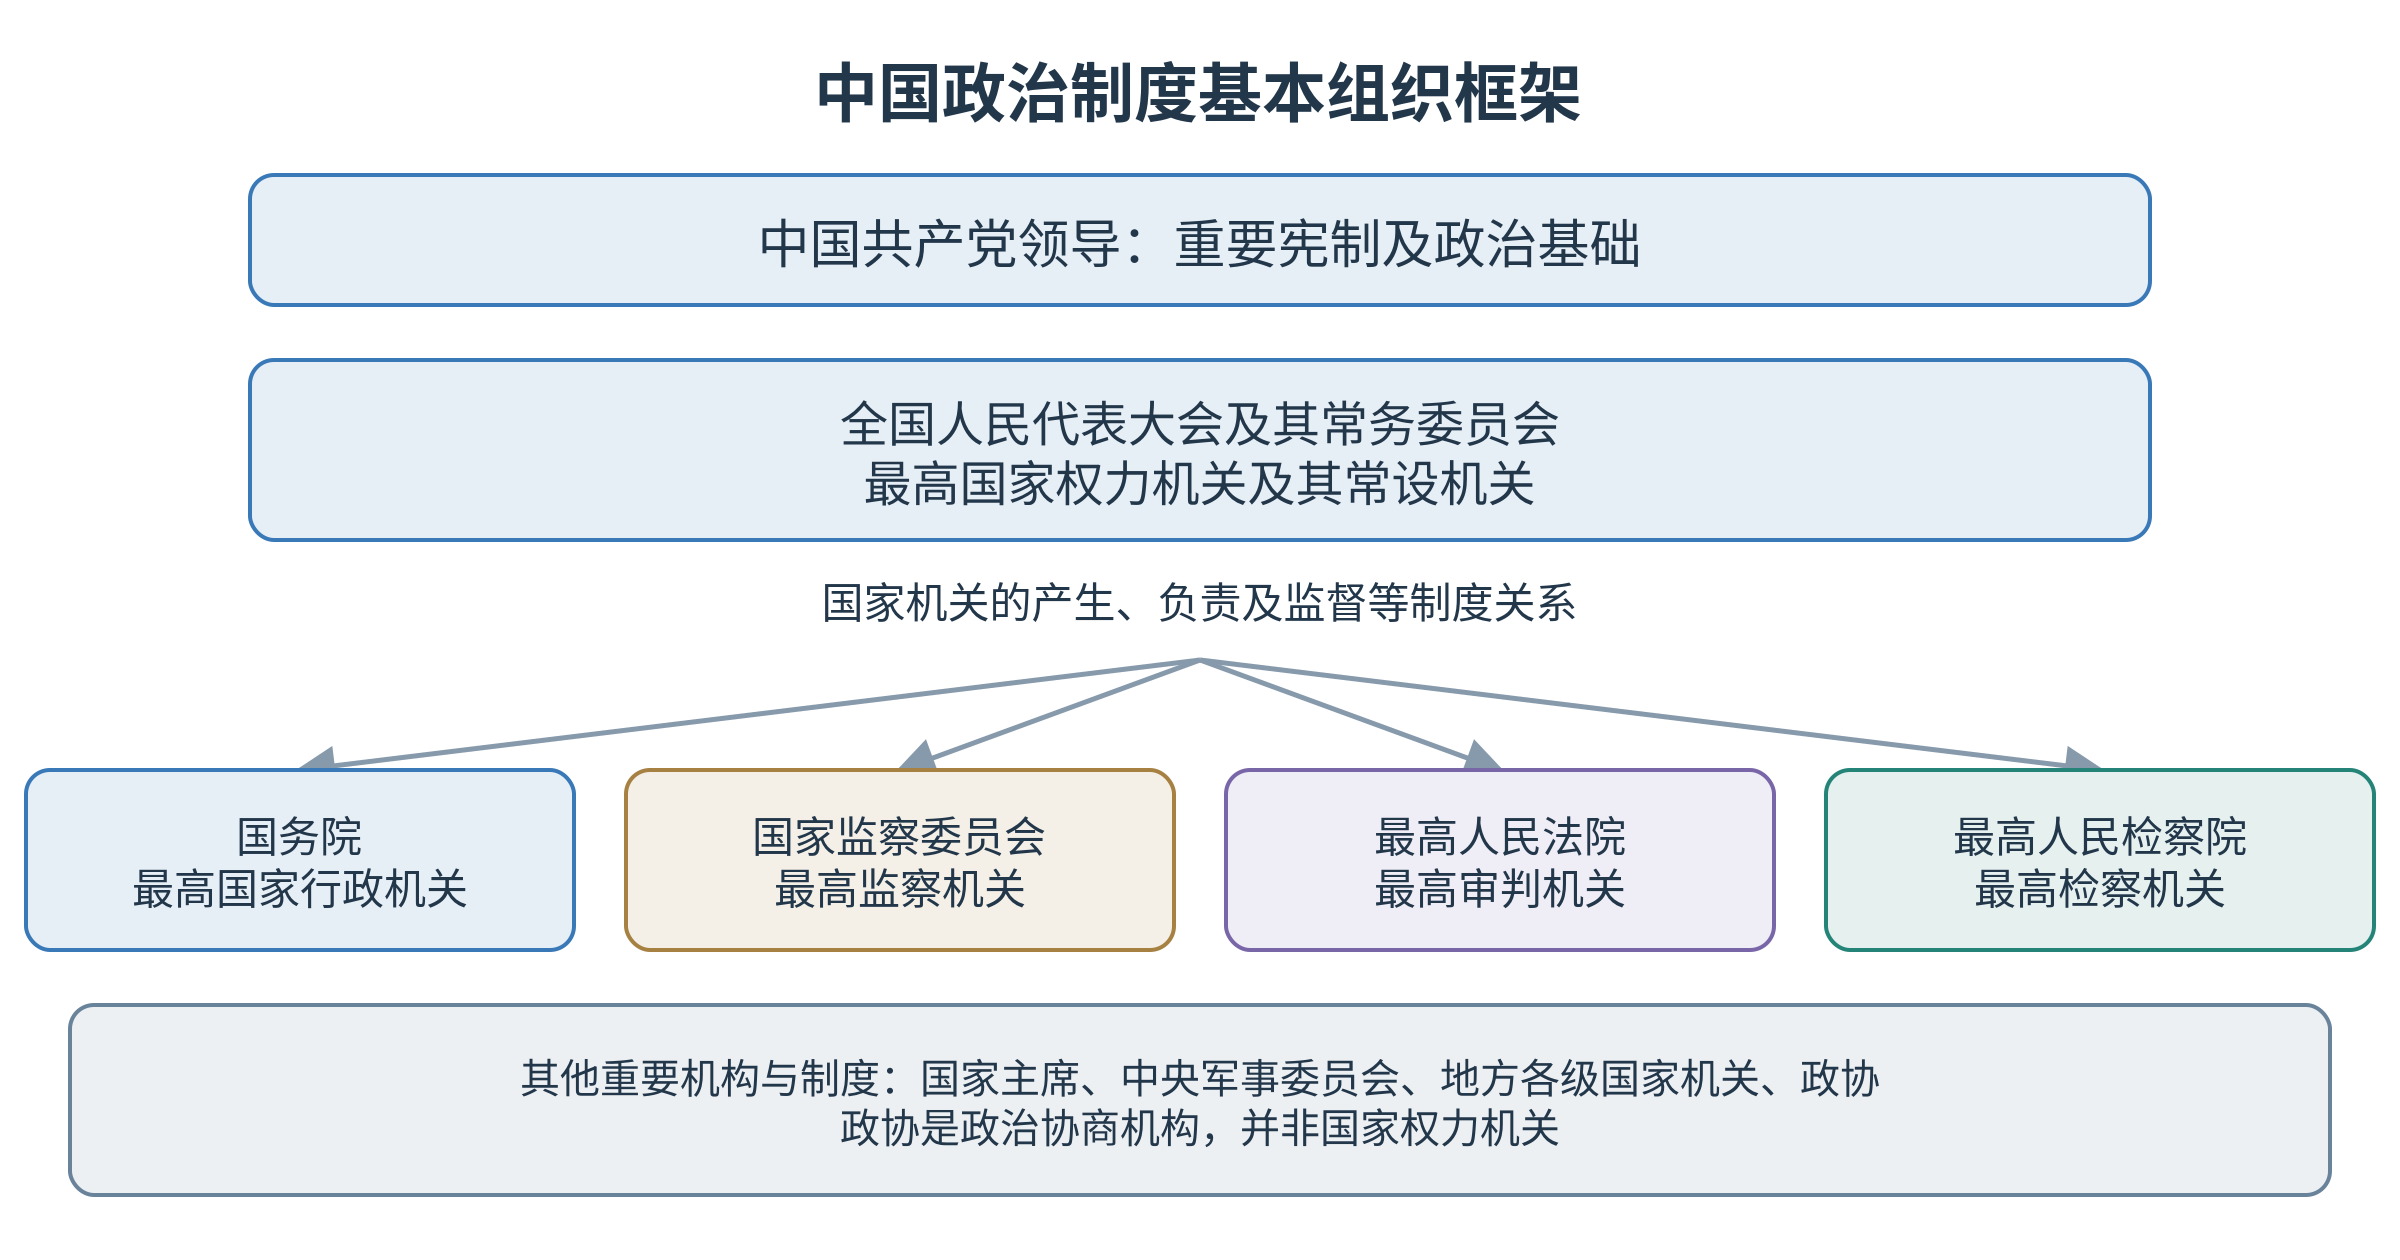 中国政治制度基本组织框架
中国共产党领导：重要宪制及政治基础
全国人民代表大会及其常务委员会
最高国家权力机关及其常设机关
国家机关的产生、负责及监督等制度关系
国务院
最高国家行政机关
国家监察委员会
最高监察机关
最高人民法院
最高审判机关
最高人民检察院
最高检察机关
其他重要机构与制度：国家主席、中央军事委员会、地方各级国家机关、政协
政协是政治协商机构，并非国家权力机关